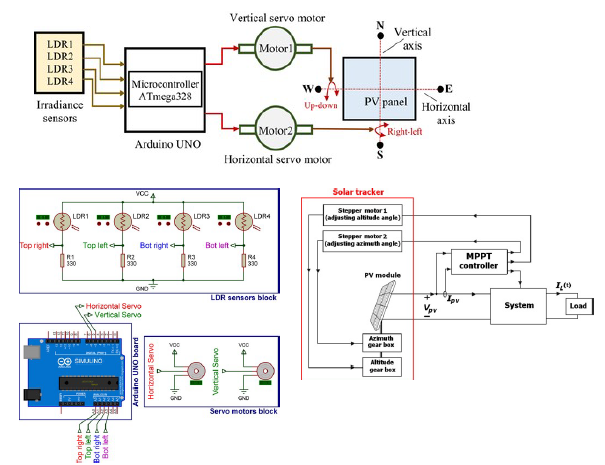 Vertical servo motor
LDR1
LDR2
LDR3
LDR4
Irradiance
sensors
Microcontroller
ATmega328
Arduino UNO
Motor1
Motor2
Horizontal servo motor
N
Vertical
axis
W
E
Up-down
PV panel
Horizontal
axis
Right-left
S
VCC
LDR1
LDR2
LDR3
LDR4
Top right
Top left
Bot right
Bot left
R1
330
R2
330
R3
330
R4
330
GND
LDR sensors block
Horizontal Servo
Vertical Servo
SIMUINO
Arduino UNO board
Top right
Top left
Bot right
Bot left
VCC
VCC
Horizontal Servo
Vertical Servo
GND
GND
Servo motors block
Solar tracker
Stepper motor 1
(adjusting altitude angle)
Stepper motor 2
(adjusting azimuth angle)
MPPT
controller
PV module
+
Ipv
Vpv
−
System
IL(t)
Load
Azimuth
gear box
Altitude
gear box